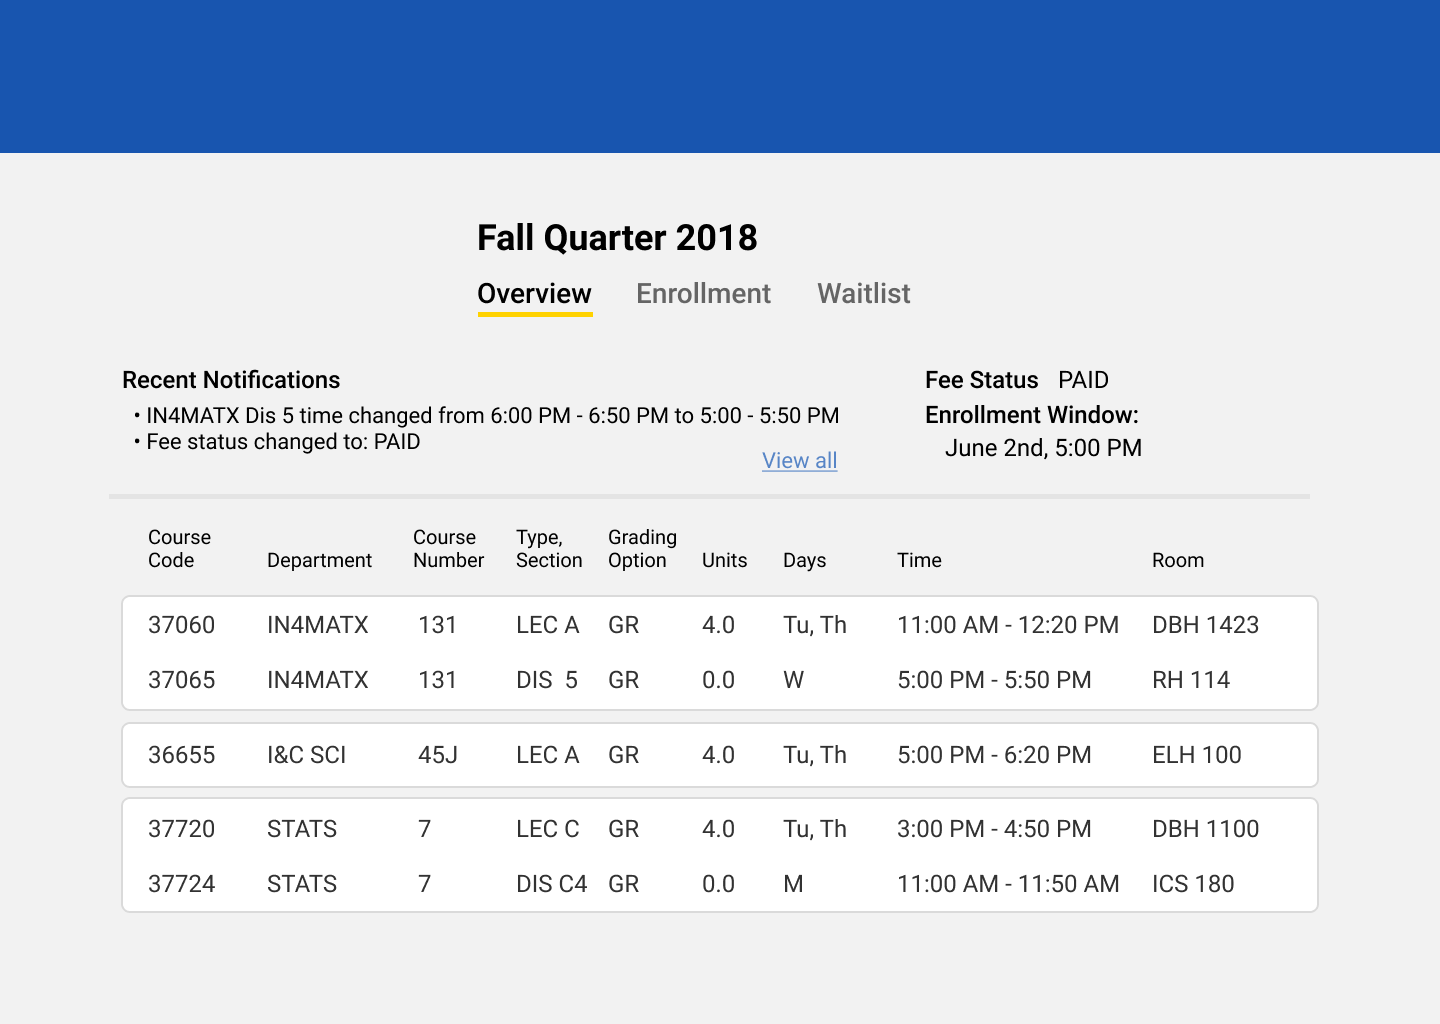 Fall Quarter 2018
Overview Enrollment Waitlist
Recent Notifications
• IN4MATX Dis 5 time changed from 6:00 PM - 6:50 PM to 5:00 - 5:50 PM
• Fee status changed to: PAID
View all
Fee Status PAID
Enrollment Window:
June 2nd, 5:00 PM
Course Code Department Course Number Type, Section Grading Option Units Days Time Room
37060 IN4MATX 131 LEC A GR 4.0 Tu, Th 11:00 AM - 12:20 PM DBH 1423
37065 IN4MATX 131 DIS 5 GR 0.0 W 5:00 PM - 5:50 PM RH 114
36655 I&C SCI 45J LEC A GR 4.0 Tu, Th 5:00 PM - 6:20 PM ELH 100
37720 STATS 7 LEC C GR 4.0 Tu, Th 3:00 PM - 4:50 PM DBH 1100
37724 STATS 7 DIS C4 GR 0.0 M 11:00 AM - 11:50 AM ICS 180